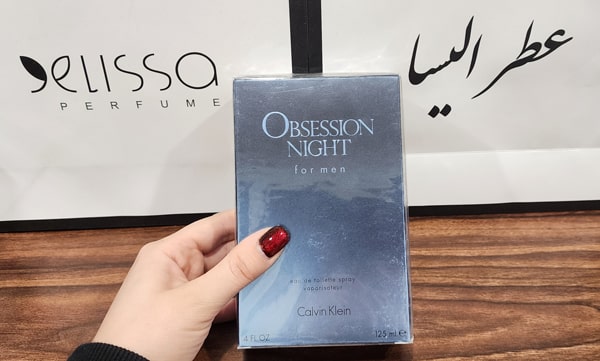 elissa
PERFUME
عطر الیسا
OBSESSION
NIGHT
for men
eau de toilette spray
vaporisateur
Calvin Klein
4 FL OZ
125 ml e